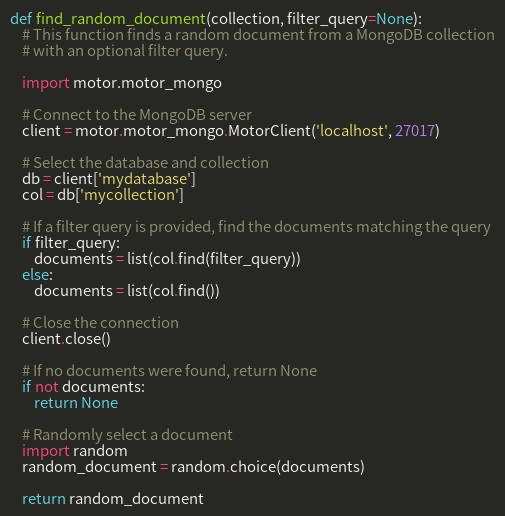 def find_random_document(collection, filter_query=None):
    # This function finds a random document from a MongoDB collection
    # with an optional filter query.

    import motor.motor_mongo

    # Connect to the MongoDB server
    client = motor.motor_mongo.MotorClient('localhost', 27017)

    # Select the database and collection
    db = client['mydatabase']
    col = db['mycollection']

    # If a filter query is provided, find the documents matching the query
    if filter_query:
        documents = list(col.find(filter_query))
    else:
        documents = list(col.find())

    # Close the connection
    client.close()

    # If no documents were found, return None
    if not documents:
        return None

    # Randomly select a document
    import random
    random_document = random.choice(documents)

    return random_document